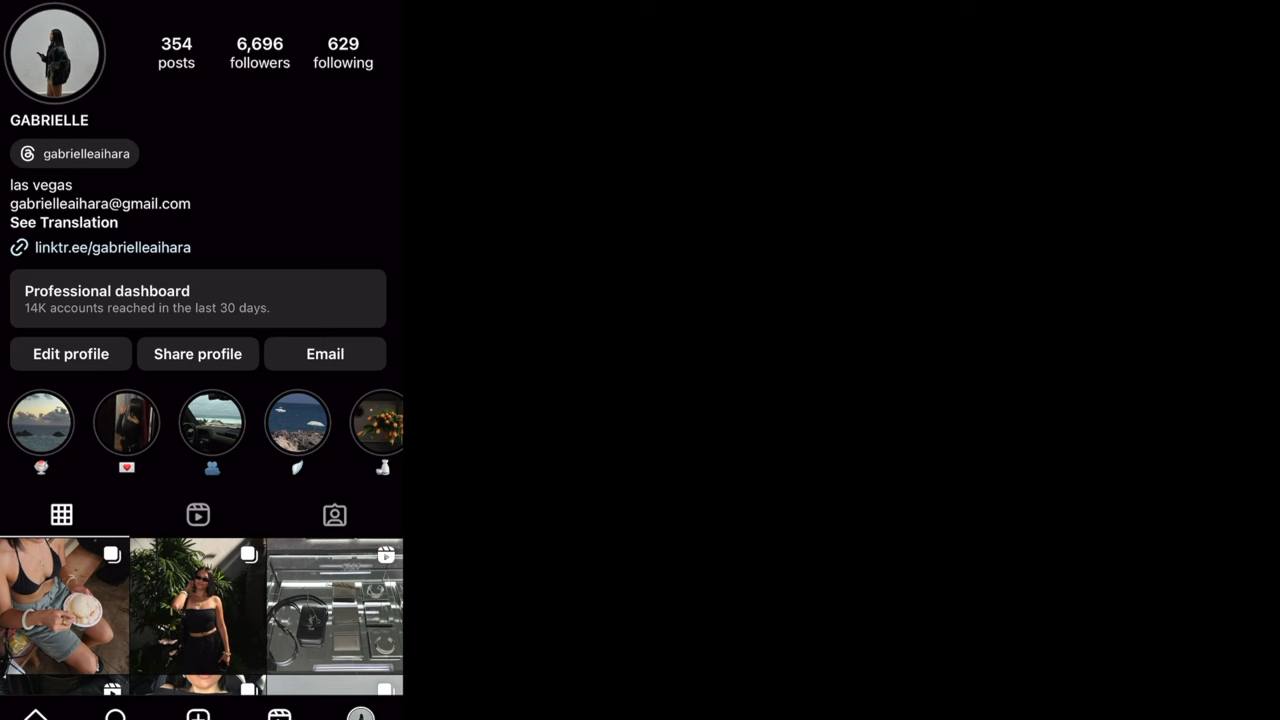 354 6,696 629
posts followers following
GABRIELLE
gabrielleaihara
las vegas
gabrielleaihara@gmail.com
See Translation
linktr.ee/gabrielleaihara
Professional dashboard
14K accounts reached in the last 30 days.
Edit profile Share profile Email